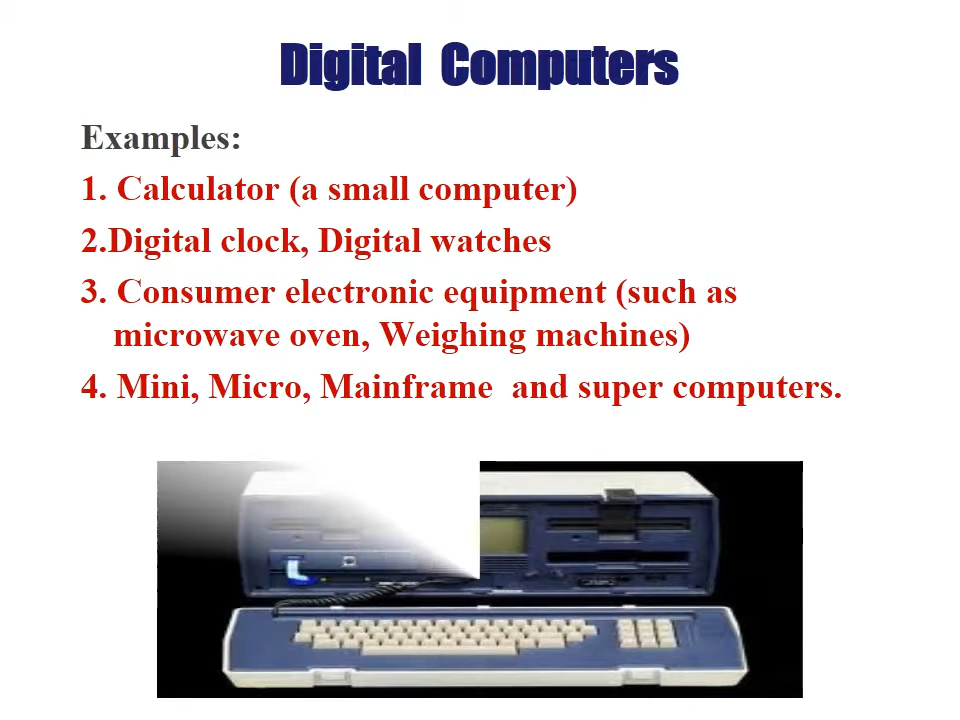 Digital Computers
Examples:
1. Calculator (a small computer)
2.Digital clock, Digital watches
3. Consumer electronic equipment (such as
microwave oven, Weighing machines)
4. Mini, Micro, Mainframe and super computers.